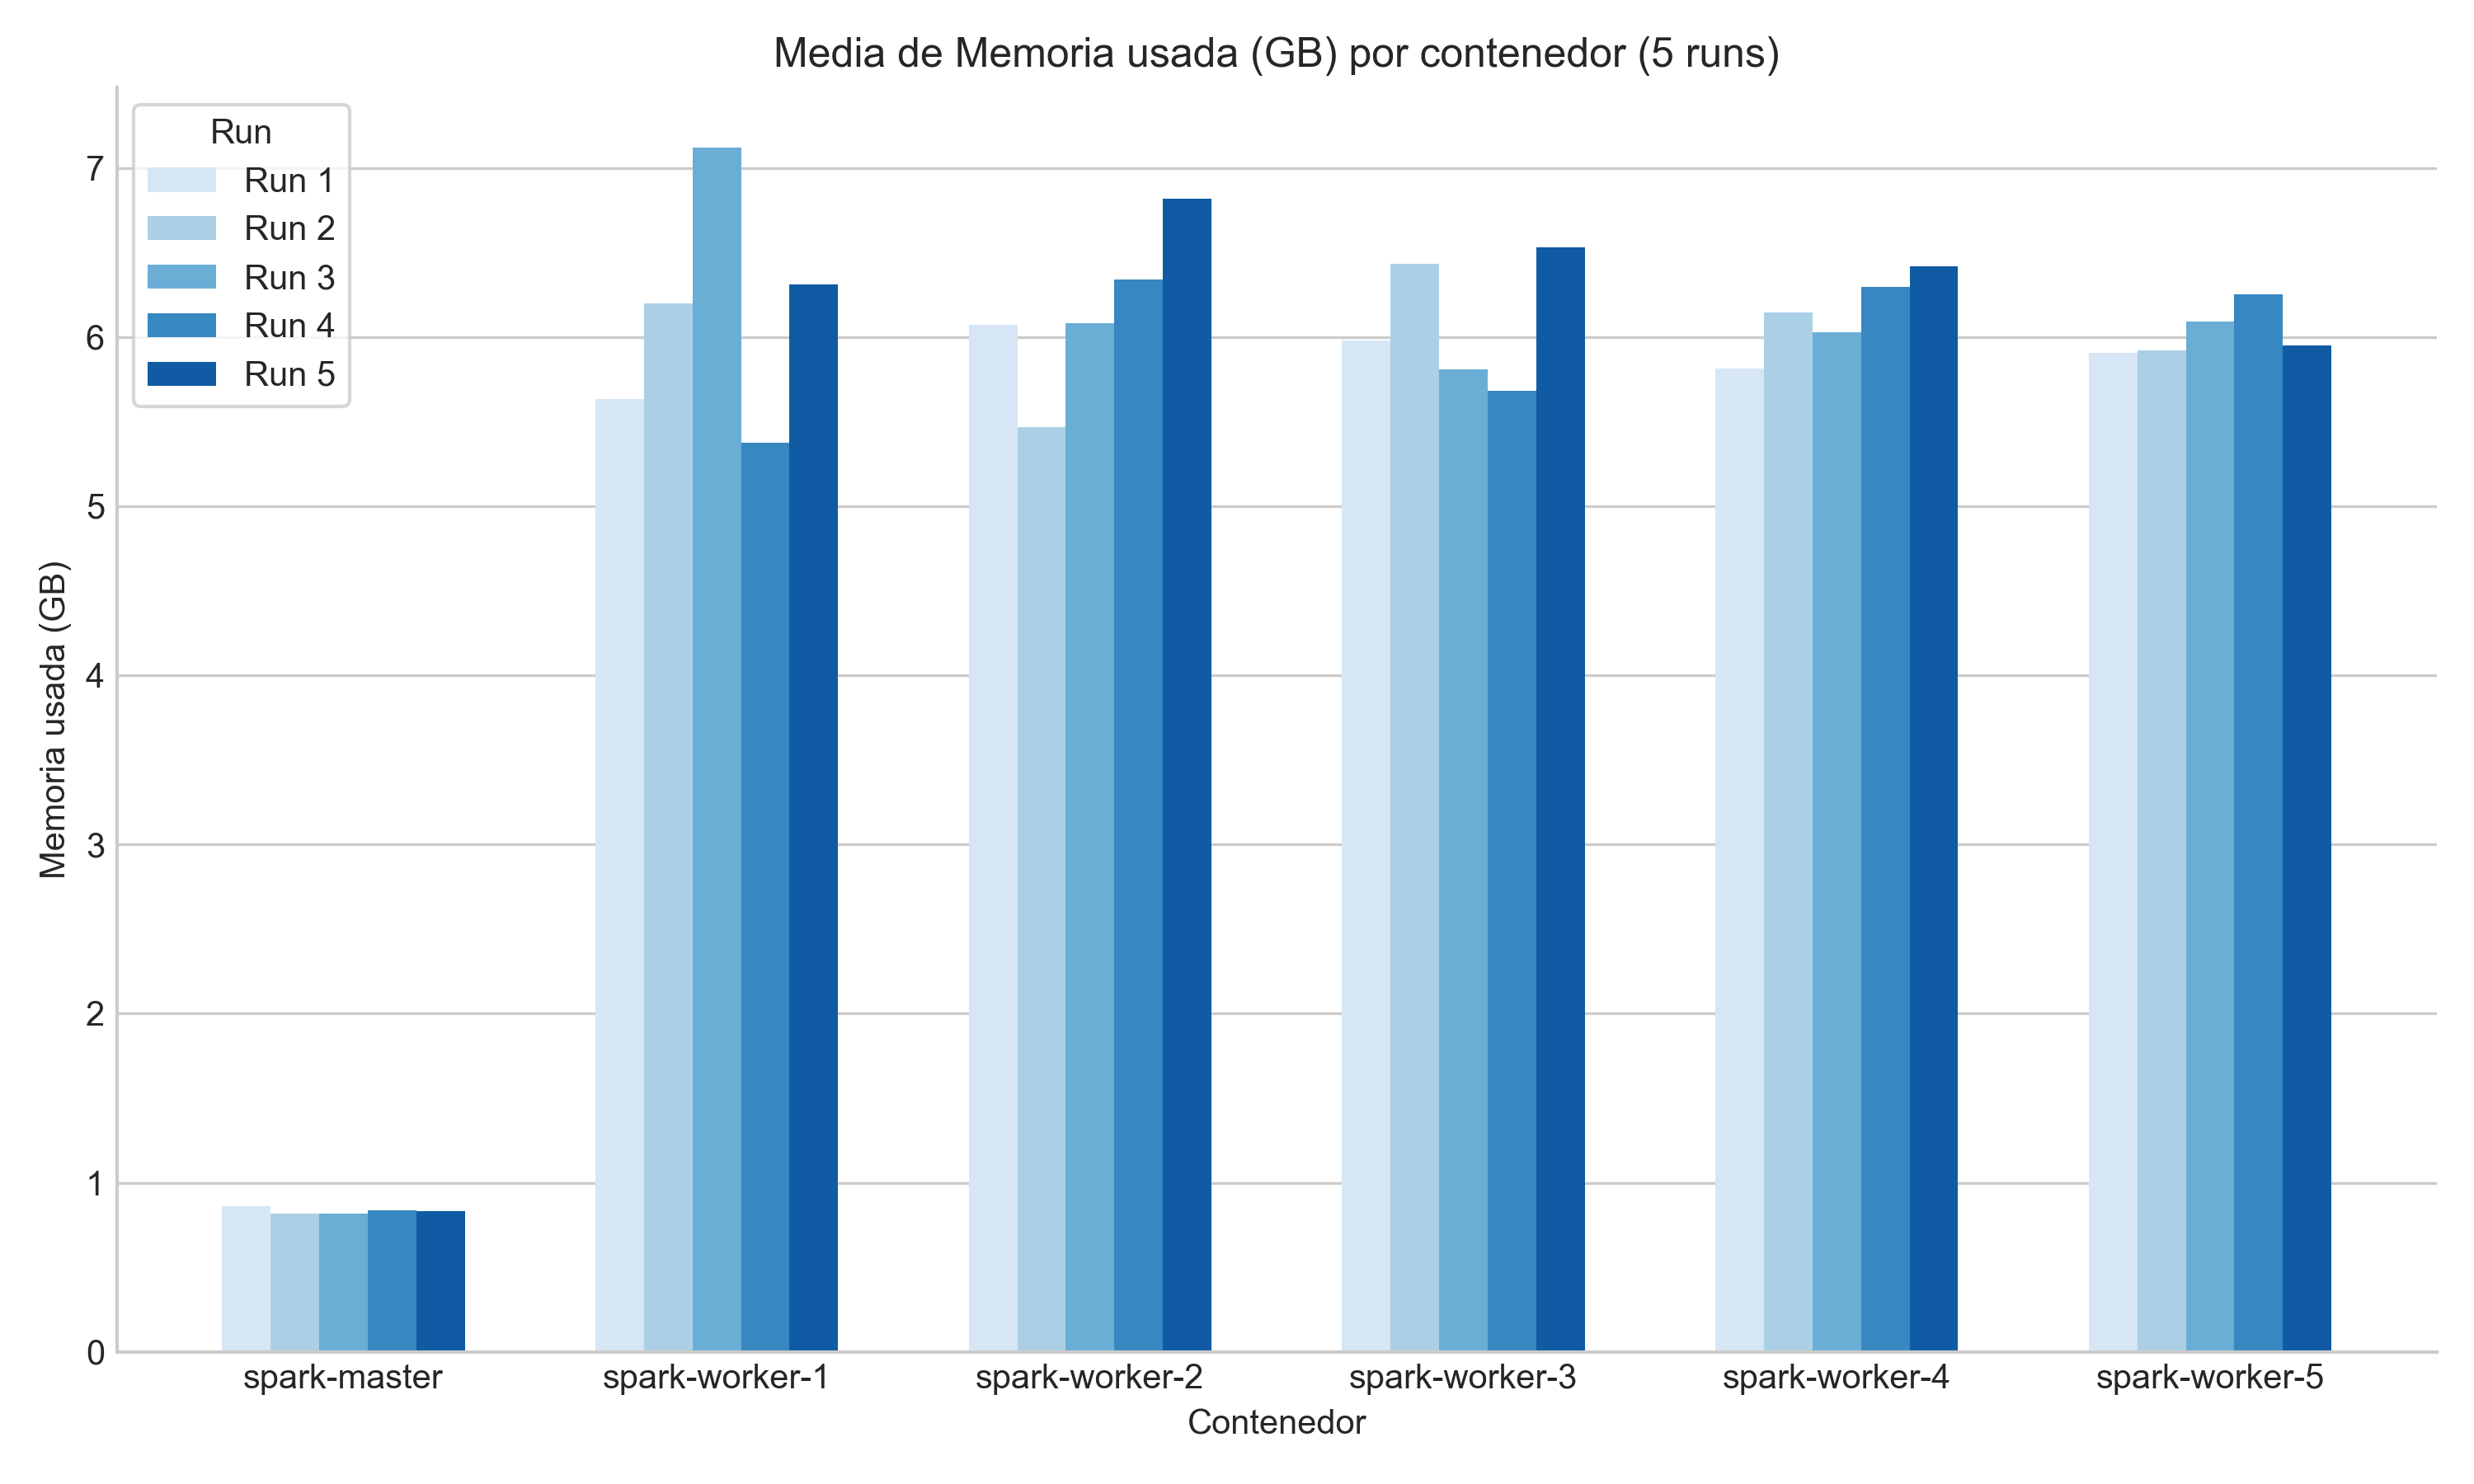 Media de Memoria usada (GB) por contenedor (5 runs)
Run
Run 1
Run 2
Run 3
Run 4
Run 5
7
6
5
4
3
2
1
0
Memoria usada (GB)
spark-master
spark-worker-1
spark-worker-2
spark-worker-3
spark-worker-4
spark-worker-5
Contenedor